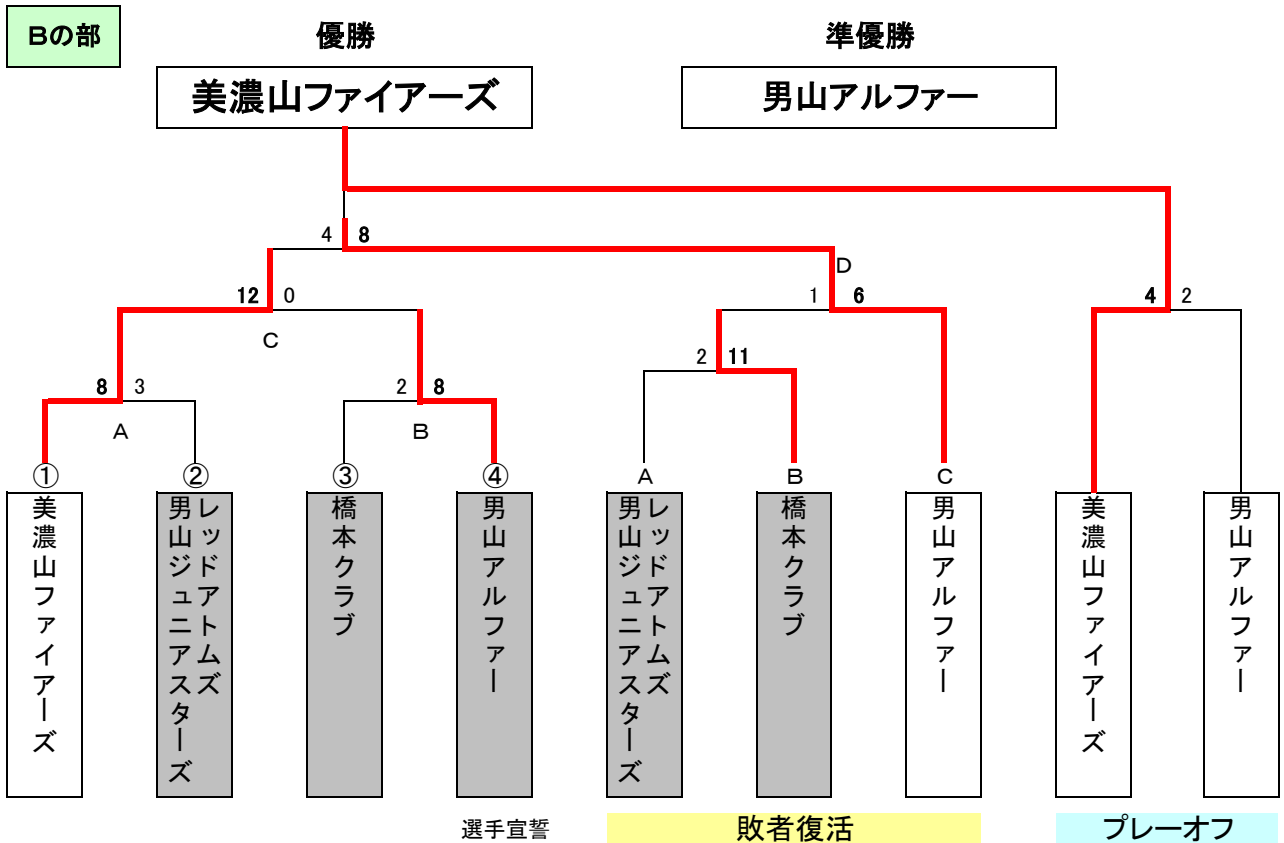 Bの部
優勝
準優勝
美濃山ファイアーズ
男山アルファー
4 8
D
12 0
1 6
4 2
C
2 11
8 3
2 8
A
B
① ② ③ ④ A B C
美濃山ファイアーズ
レッドアトムズ
男山ジュニアスターズ
橋本クラブ
男山アルファー
レッドアトムズ
男山ジュニアスターズ
橋本クラブ
男山アルファー
美濃山ファイアーズ
男山アルファー
選手宣誓
敗者復活
プレーオフ